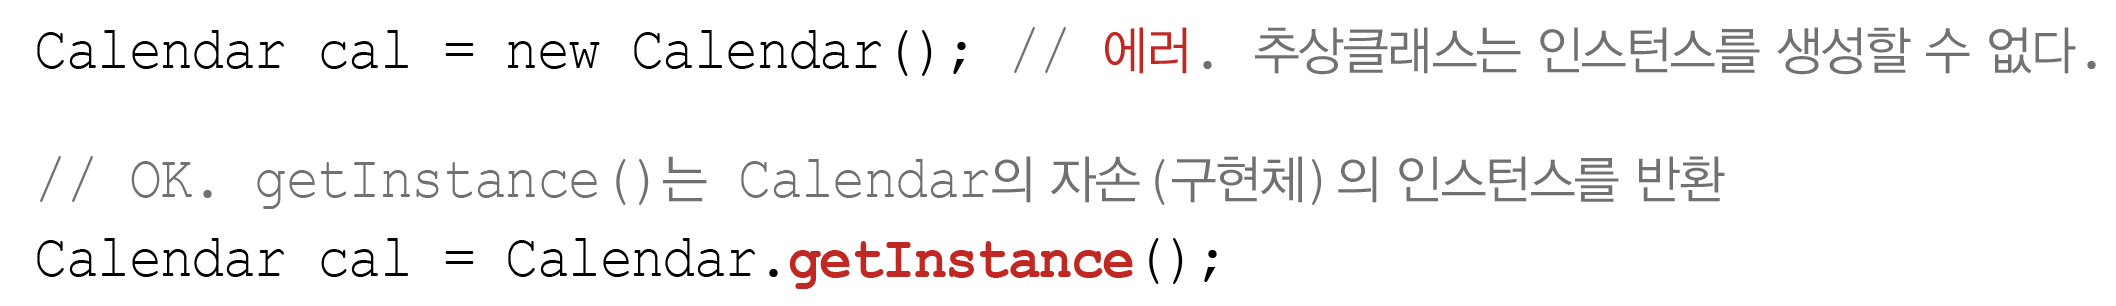 Calendar cal = new Calendar(); // 에러. 추상클래스는 인스턴스를 생성할 수 없다.
// OK. getInstance()는 Calendar의 자손(구현체)의 인스턴스를 반환
Calendar cal = Calendar.getInstance();